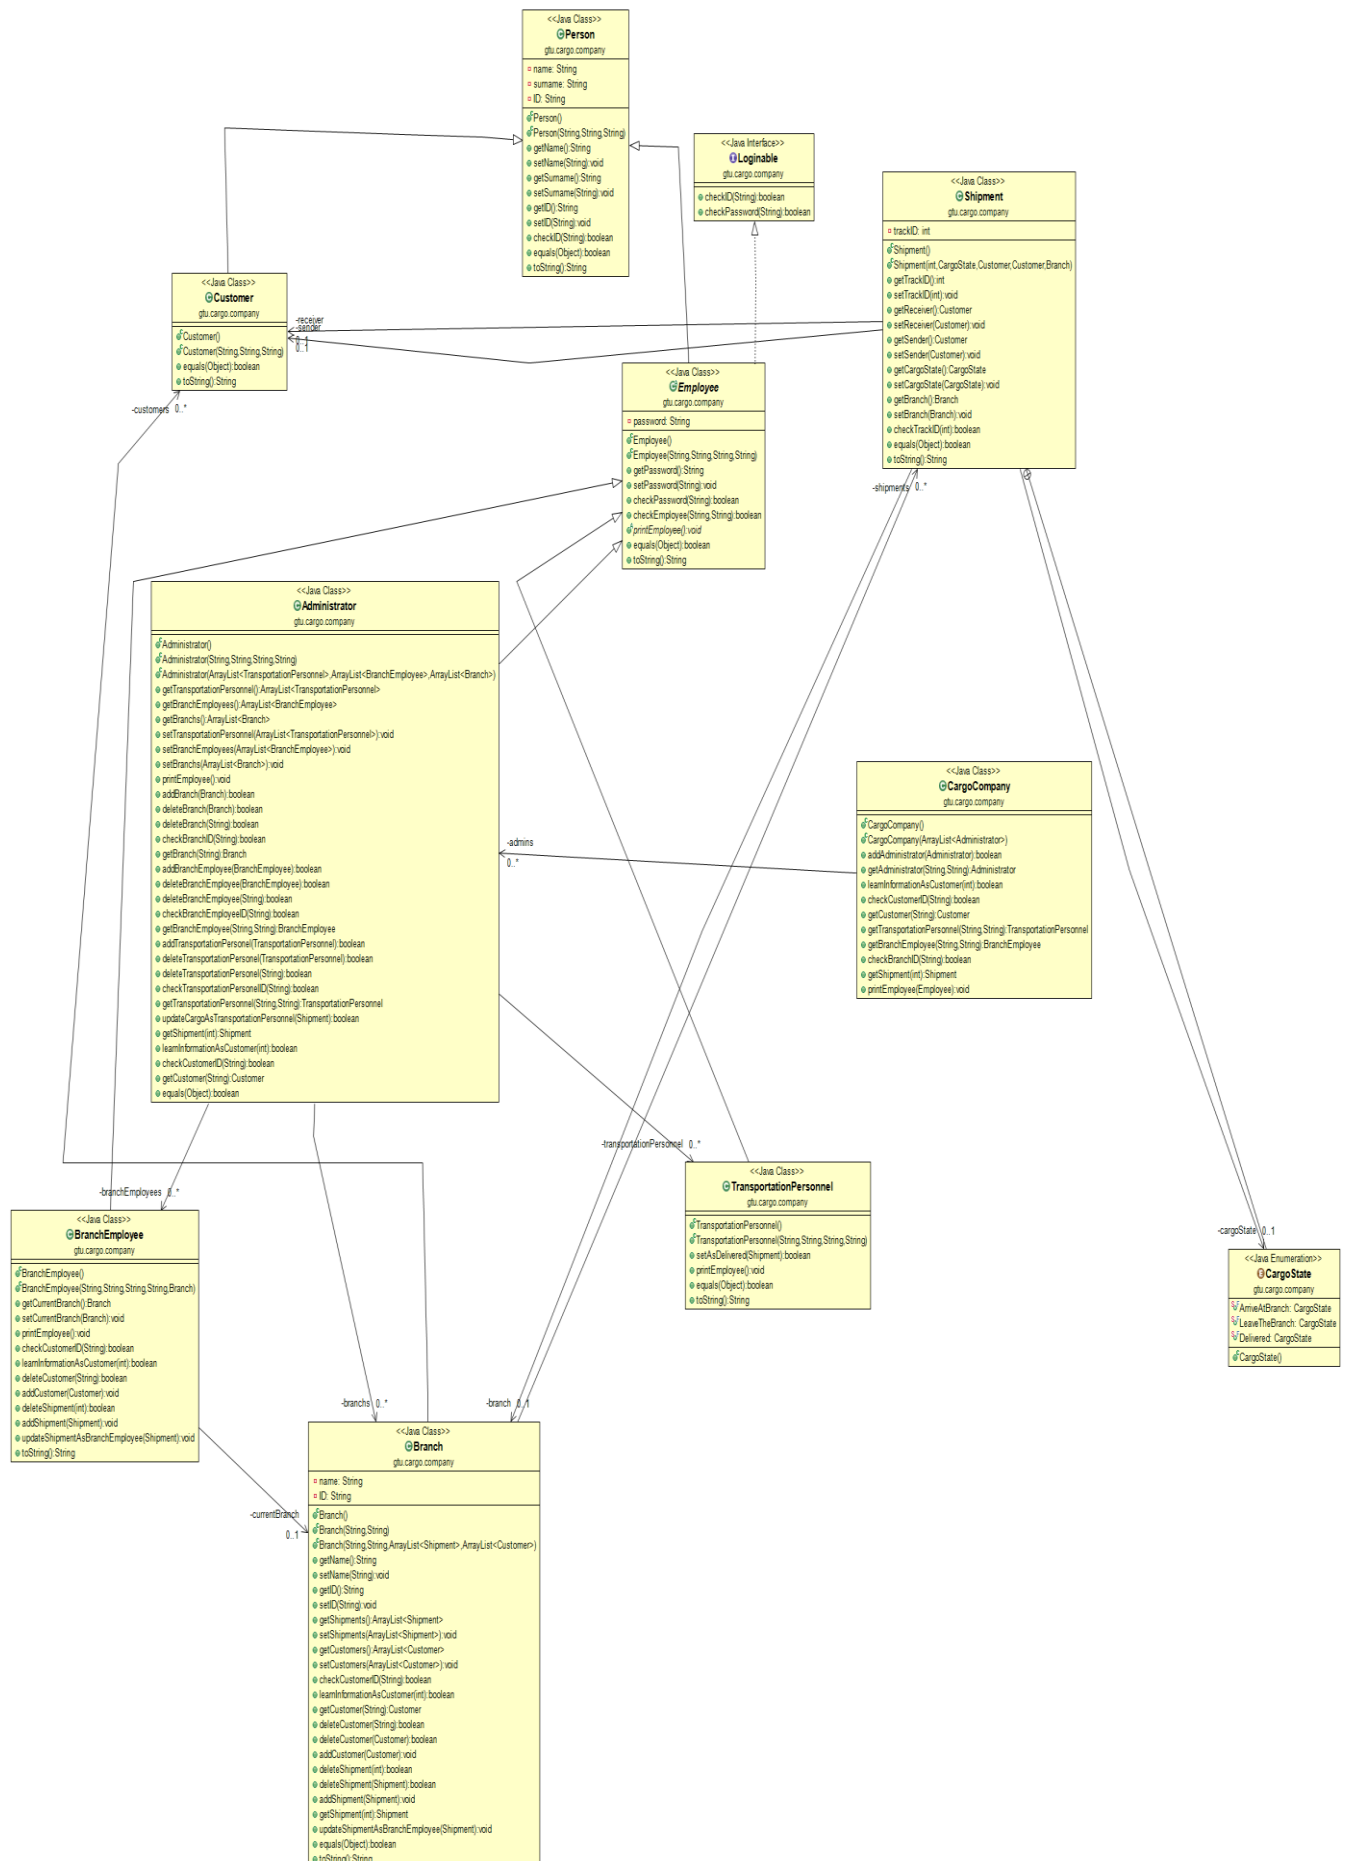 <<Java Class>>
Person
gtu.cargo.company
name: String
surname: String
ID: String
Person()
Person(String,String,String)
getName():String
setName(String):void
getSurname():String
setSurname(String):void
getID():String
setID(String):void
checkID(String):boolean
equals(Object):boolean
toString():String
<<Java Interface>>
Loginable
gtu.cargo.company
checkID(String):boolean
checkPassword(String):boolean
<<Java Class>>
Shipment
gtu.cargo.company
trackID: int
Shipment()
Shipment(int,CargoState,Customer,Customer,Branch)
getTrackID():int
setTrackID(int):void
getReceiver():Customer
setReceiver(Customer):void
getSender():Customer
setSender(Customer):void
getCargoState():CargoState
setCargoState(CargoState):void
getBranch():Branch
setBranch(Branch):void
checkTrackID(int):boolean
equals(Object):boolean
toString():String
<<Java Class>>
Customer
gtu.cargo.company
Customer()
Customer(String,String,String)
equals(Object):boolean
toString():String
-receiver
-sender
0..1
0..1
-customers 0..*
<<Java Class>>
Employee
gtu.cargo.company
password: String
Employee()
Employee(String,String,String,String)
getPassword():String
setPassword(String):void
checkPassword(String):boolean
checkEmployee(String,String):boolean
printEmployee():void
equals(Object):boolean
toString():String
-shipments 0..*
<<Java Class>>
Administrator
gtu.cargo.company
Administrator()
Administrator(String,String,String,String)
Administrator(ArrayList<TransportationPersonnel>,ArrayList<BranchEmployee>,ArrayList<Branch>)
getTransportationPersonnel():ArrayList<TransportationPersonnel>
getBranchEmployees():ArrayList<BranchEmployee>
getBranchs():ArrayList<Branch>
setTransportationPersonnel(ArrayList<TransportationPersonnel>):void
setBranchEmployees(ArrayList<BranchEmployee>):void
setBranchs(ArrayList<Branch>):void
printEmployee():void
addBranch(Branch):boolean
deleteBranch(Branch):boolean
deleteBranch(String):boolean
checkBranchID(String):boolean
getBranch(String):Branch
addBranchEmployee(BranchEmployee):boolean
deleteBranchEmployee(BranchEmployee):boolean
deleteBranchEmployee(String):boolean
checkBranchEmployeeID(String):boolean
getBranchEmployee(String,String):BranchEmployee
addTransportationPersonel(TransportationPersonnel):boolean
deleteTransportationPersonel(TransportationPersonnel):boolean
deleteTransportationPersonel(String):boolean
checkTransportationPersonelID(String):boolean
getTransportationPersonnel(String,String):TransportationPersonnel
updateCargoAsTransportationPersonnel(Shipment):boolean
getShipment(int):Shipment
learnInformationAsCustomer(int):boolean
checkCustomerID(String):boolean
getCustomer(String):Customer
equals(Object):boolean
-admins
0..*
<<Java Class>>
CargoCompany
gtu.cargo.company
CargoCompany()
CargoCompany(ArrayList<Administrator>)
addAdministrator(Administrator):boolean
getAdministrator(String,String):Administrator
learnInformationAsCustomer(int):boolean
checkCustomerID(String):boolean
getCustomer(String):Customer
getTransportationPersonnel(String,String):TransportationPersonnel
getBranchEmployee(String,String):BranchEmployee
checkBranchID(String):boolean
getShipment(int):Shipment
printEmployee(Employee):void
-transportationPersonnel 0..*
<<Java Class>>
TransportationPersonnel
gtu.cargo.company
TransportationPersonnel()
TransportationPersonnel(String,String,String,String)
setAsDelivered(Shipment):boolean
printEmployee():void
equals(Object):boolean
toString():String
-branchEmployees 0..*
<<Java Class>>
BranchEmployee
gtu.cargo.company
BranchEmployee()
BranchEmployee(String,String,String,String,Branch)
getCurrentBranch():Branch
setCurrentBranch(Branch):void
printEmployee():void
checkCustomerID(String):boolean
learnInformationAsCustomer(int):boolean
deleteCustomer(String):boolean
addCustomer(Customer):void
deleteShipment(int):boolean
addShipment(Shipment):void
updateShipmentAsBranchEmployee(Shipment):void
toString():String
-cargoState 0..1
<<Java Enumeration>>
CargoState
gtu.cargo.company
ArriveAtBranch: CargoState
LeaveTheBranch: CargoState
Delivered: CargoState
CargoState()
-branchs 0..*
-branch 0..1
-currentBranch
0..1
<<Java Class>>
Branch
gtu.cargo.company
name: String
ID: String
Branch()
Branch(String,String)
Branch(String,String,ArrayList<Shipment>,ArrayList<Customer>)
getName():String
setName(String):void
getID():String
setID(String):void
getShipments():ArrayList<Shipment>
setShipments(ArrayList<Shipment>):void
getCustomers():ArrayList<Customer>
setCustomers(ArrayList<Customer>):void
checkCustomerID(String):boolean
learnInformationAsCustomer(int):boolean
getCustomer(String):Customer
deleteCustomer(String):boolean
deleteCustomer(Customer):boolean
addCustomer(Customer):void
deleteShipment(int):boolean
deleteShipment(Shipment):boolean
addShipment(Shipment):void
getShipment(int):Shipment
updateShipmentAsBranchEmployee(Shipment):void
equals(Object):boolean
toString():String